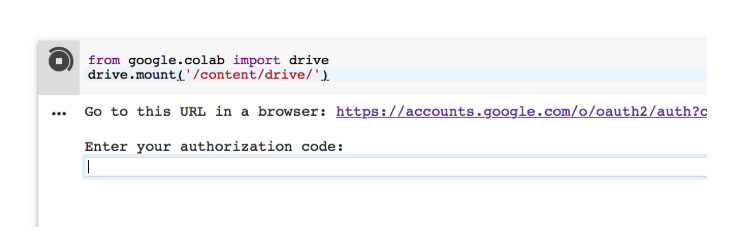 from google.colab import drive
drive.mount('/content/drive/')
Go to this URL in a browser: https://accounts.google.com/o/oauth2/auth?c
Enter your authorization code: